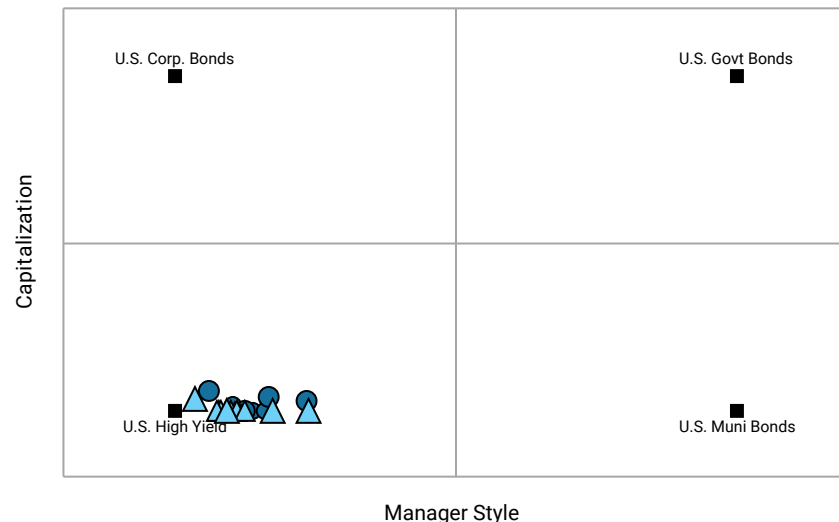 U.S. Corp. Bonds
U.S. Govt Bonds
Capitalization
U.S. High Yield
U.S. Muni Bonds
Manager Style